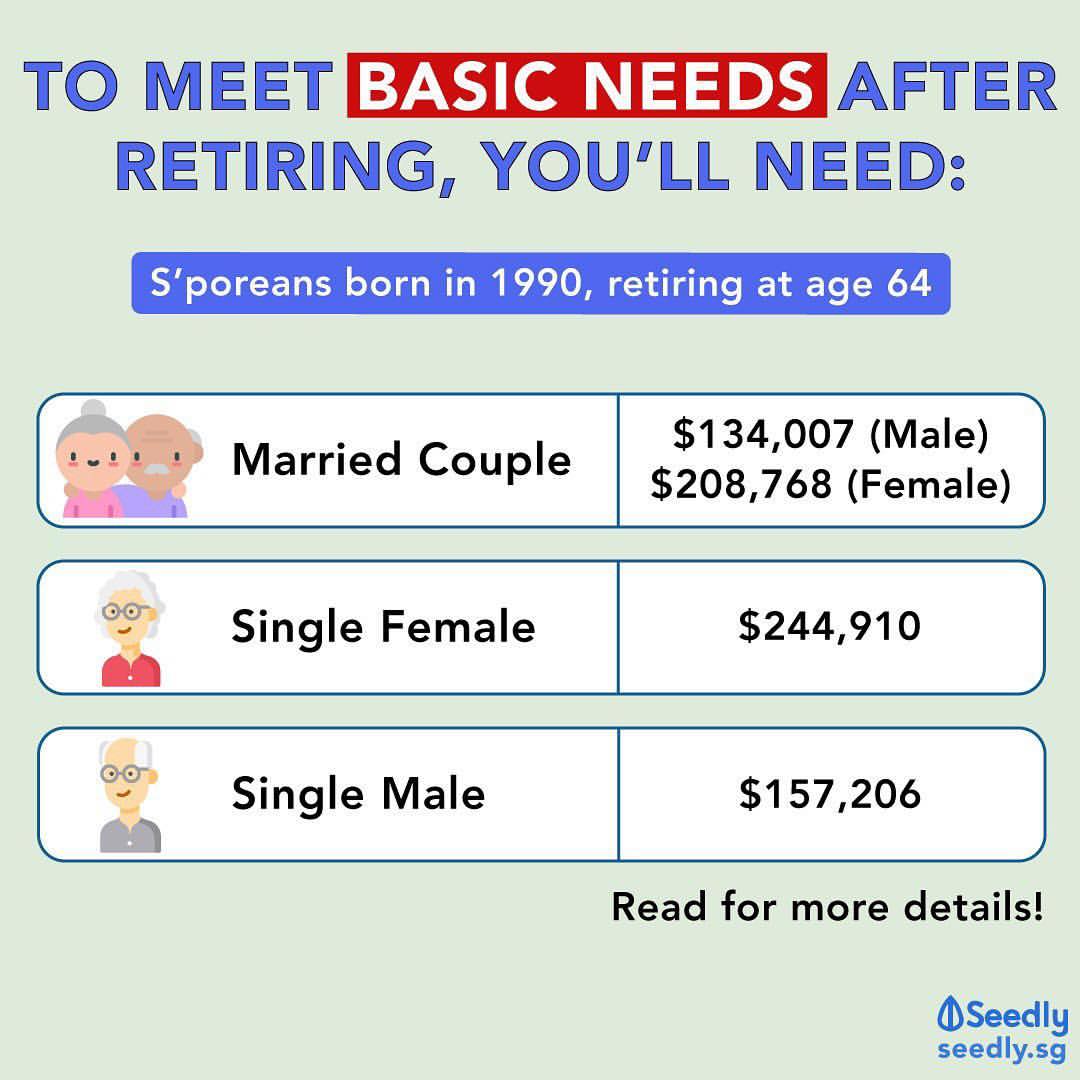 TO MEET BASIC NEEDS AFTER
RETIRING, YOU'LL NEED:
S'poreans born in 1990, retiring at age 64
Married Couple
$134,007 (Male)
$208,768 (Female)
Single Female
$244,910
Single Male
$157,206
Read for more details!
Seedly
seedly.sg